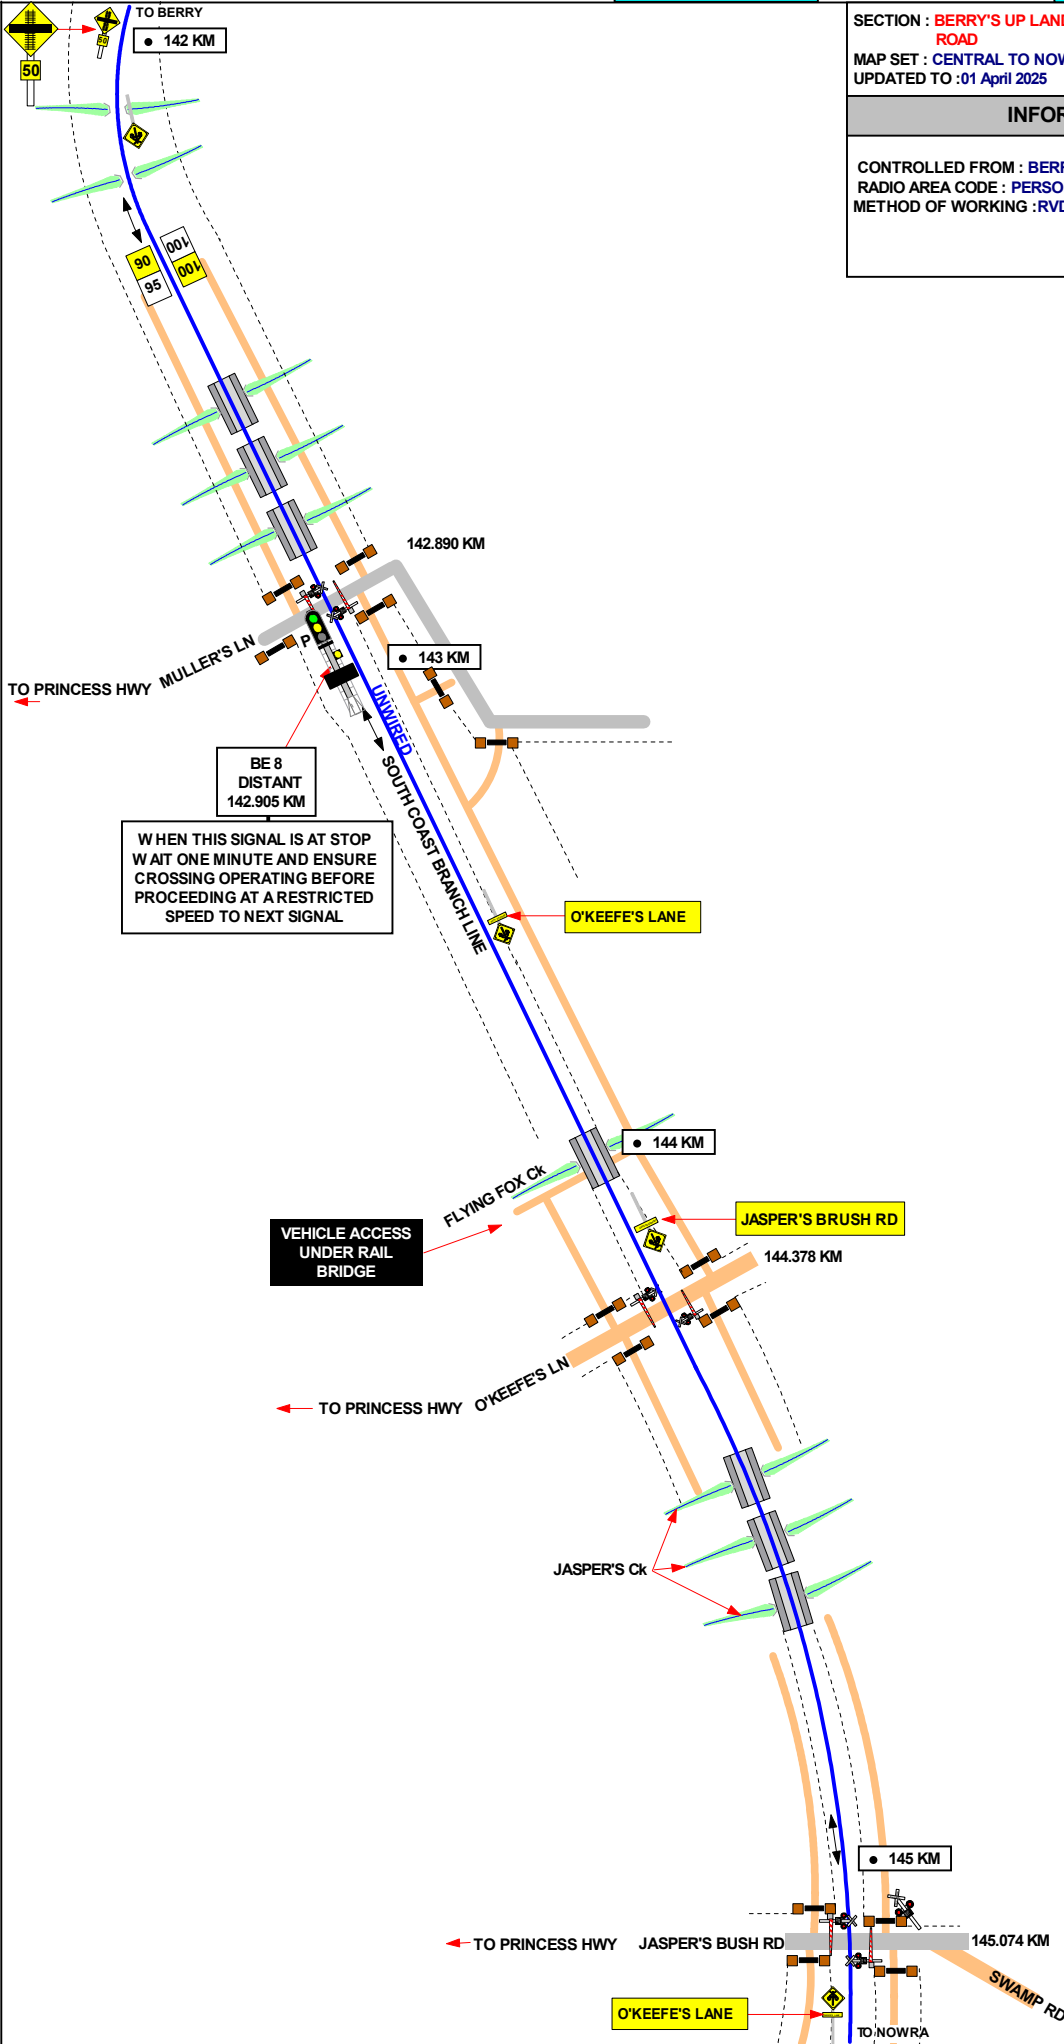 TO BERRY
142 KM
50
50
SECTION : BERRY'S UP LANE
ROAD
MAP SET : CENTRAL TO NOW
UPDATED TO :01 April 2025
INFOR
CONTROLLED FROM : BERR
RADIO AREA CODE : PERSO
METHOD OF WORKING :RVD
90
95
100
100
142.890 KM
MULLER'S LN
P
143 KM
TO PRINCESS HWY
UNWIRED
BE 8
DISTANT
142.905 KM
SOUTH COAST BRANCH LINE
WHEN THIS SIGNAL IS AT STOP
WAIT ONE MINUTE AND ENSURE
CROSSING OPERATING BEFORE
PROCEEDING AT A RESTRICTED
SPEED TO NEXT SIGNAL
O'KEEFE'S LANE
144 KM
FLYING FOX Ck
VEHICLE ACCESS
UNDER RAIL
BRIDGE
JASPER'S BRUSH RD
144.378 KM
O'KEEFE'S LN
TO PRINCESS HWY
JASPER'S Ck
145 KM
TO PRINCESS HWY
JASPER'S BUSH RD
145.074 KM
SWAMP RD
O'KEEFE'S LANE
TO NOWRA